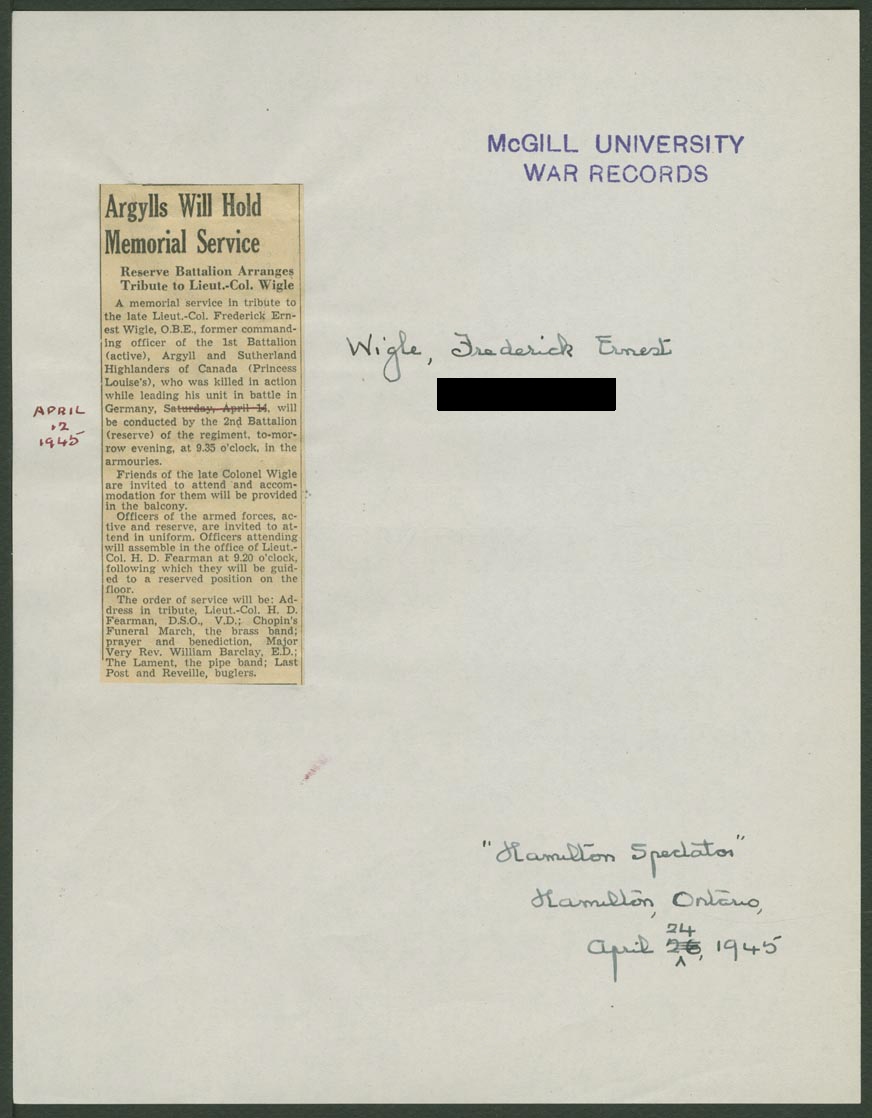 McGILL UNIVERSITY
WAR RECORDS
Argylls Will Hold
Memorial Service
Reserve Battalion Arranges
Tribute to Lieut.-Col. Wigle
A memorial service in tribute to
the late Lieut.-Col. Frederick Ern-
est Wigle, O.B.E., former command-
ing officer of the 1st Battalion
(active), Argyll and Sutherland
Highlanders of Canada (Princess
Louise's), who was killed in action
while leading his unit in battle in
Germany, Saturday, April 14, will
be conducted by the 2nd Battalion
(reserve) of the regiment, to-mor-
row evening, at 9.35 o'clock, in the
armouries.
Friends of the late Colonel Wigle
are invited to attend and accom-
modation for them will be provided
in the balcony.
Officers of the armed forces, ac-
tive and reserve, are invited to at-
tend in uniform. Officers attending
will assemble in the office of Lieut.-
Col. H. D. Fearman at 9.20 o'clock,
following which they will be guid-
ed to a reserved position on the
floor.
The order of service will be: Ad-
dress in tribute, Lieut.-Col. H. D.
Fearman, D.S.O., V.D.; Chopin's
Funeral March, the brass band;
prayer and benediction, Major
Very Rev. William Barclay, E.D.;
The Lament, the pipe band; Last
Post and Reveille, buglers.
APRIL
12
1945
Wigle, Frederick Ernest
"Hamilton Spectator"
Hamilton, Ontario,
24
April 26, 1945